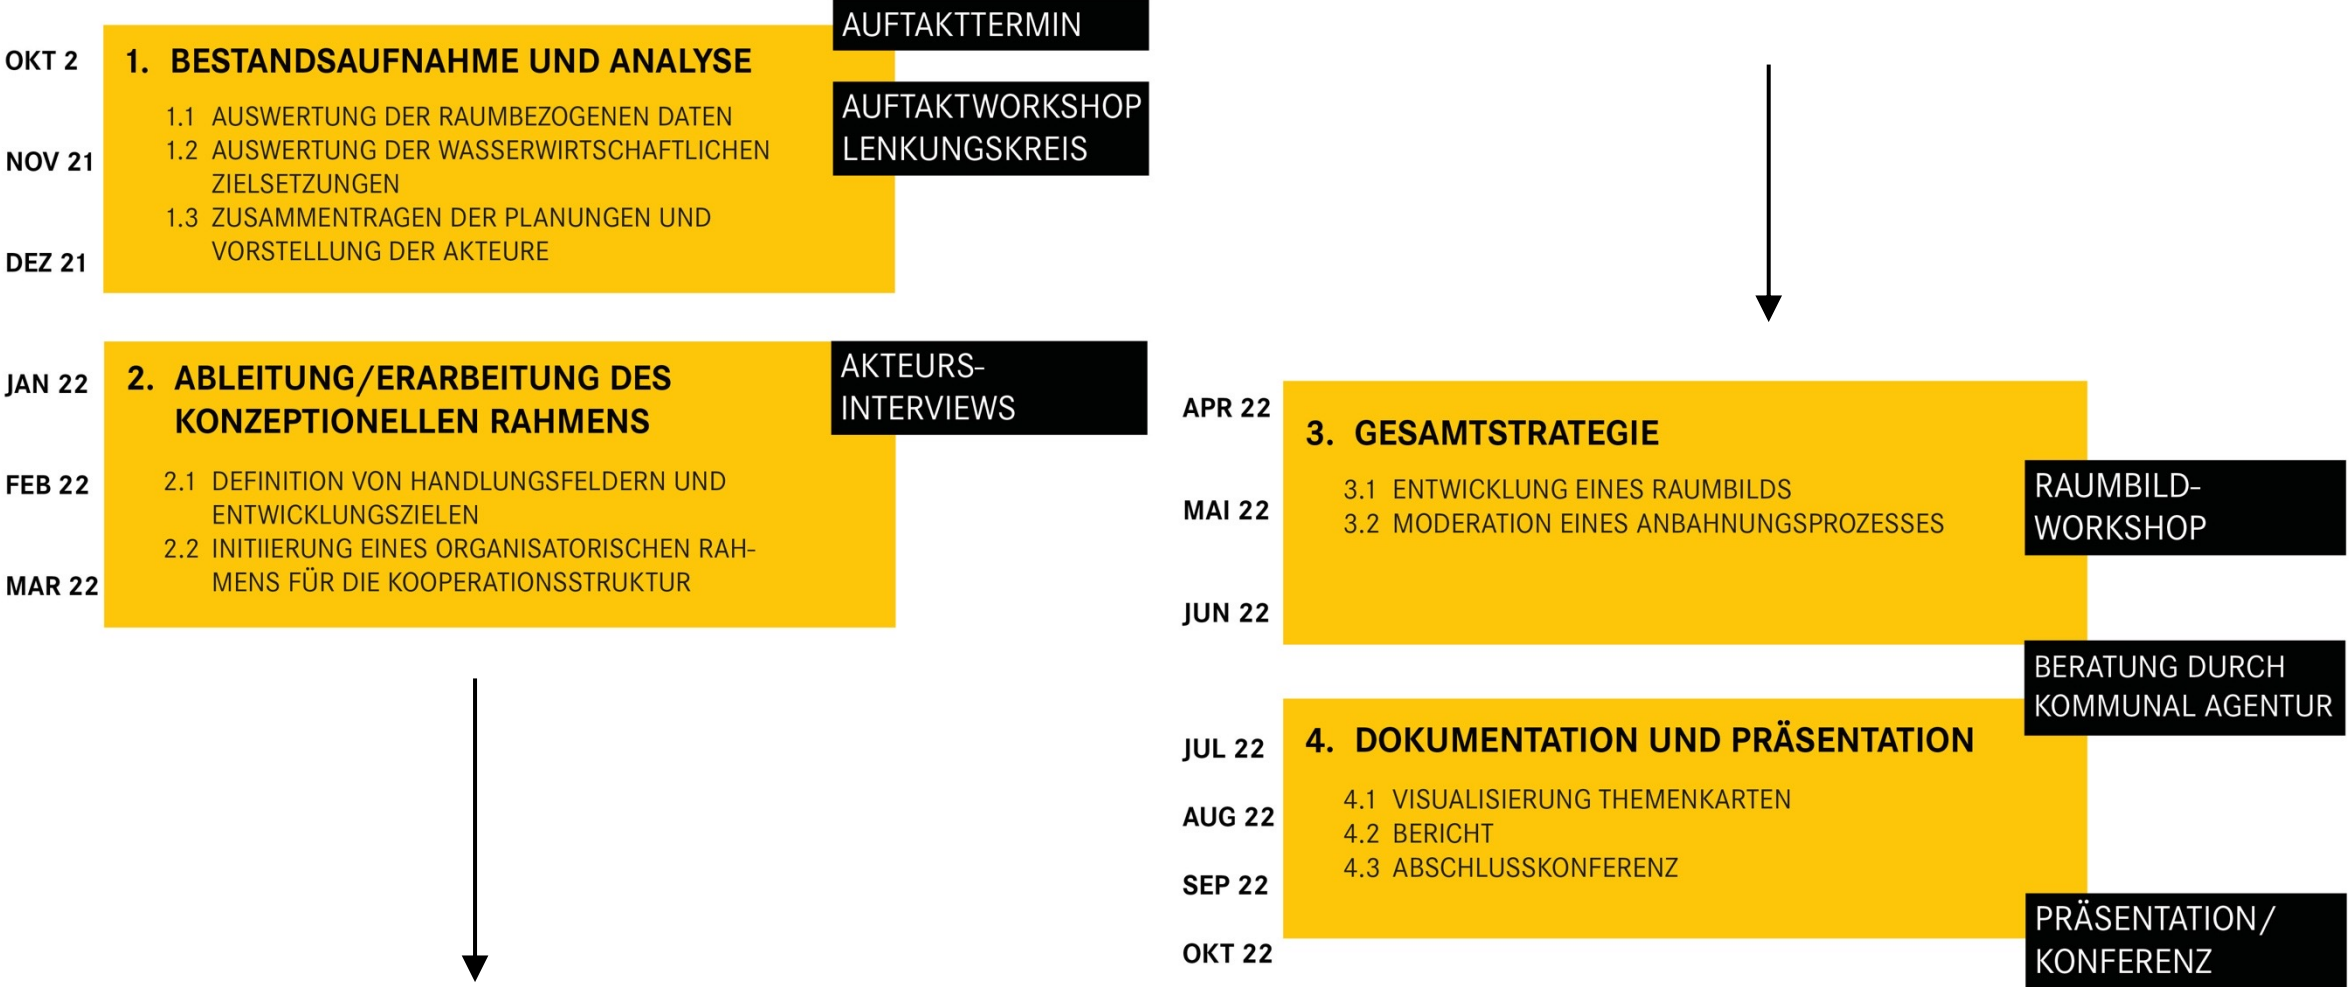 AUFTAKTTERMIN
OKT 2
1. BESTANDSAUFNAHME UND ANALYSE
1.1 AUSWERTUNG DER RAUMBEZOGENEN DATEN
1.2 AUSWERTUNG DER WASSERWIRTSCHAFTLICHEN
ZIELSETZUNGEN
1.3 ZUSAMMENTRAGEN DER PLANUNGEN UND
VORSTELLUNG DER AKTEURE
AUFTAKTWORKSHOP
LENKUNGSKREIS
NOV 21
DEZ 21
JAN 22
2. ABLEITUNG/ERARBEITUNG DES
KONZEPTIONELLEN RAHMENS
2.1 DEFINITION VON HANDLUNGSFELDERN UND
ENTWICKLUNGSZIELEN
2.2 INITIIERUNG EINES ORGANISATORISCHEN RAH-
MENS FÜR DIE KOOPERATIONSSTRUKTUR
AKTEURS-
INTERVIEWS
FEB 22
MAR 22
APR 22
3. GESAMTSTRATEGIE
3.1 ENTWICKLUNG EINES RAUMBILDS
3.2 MODERATION EINES ANBAHNUNGSPROZESSES
RAUMBILD-
WORKSHOP
MAI 22
JUN 22
BERATUNG DURCH
KOMMUNAL AGENTUR
JUL 22
4. DOKUMENTATION UND PRÄSENTATION
4.1 VISUALISIERUNG THEMENKARTEN
4.2 BERICHT
4.3 ABSCHLUSSKONFERENZ
AUG 22
SEP 22
OKT 22
PRÄSENTATION/
KONFERENZ